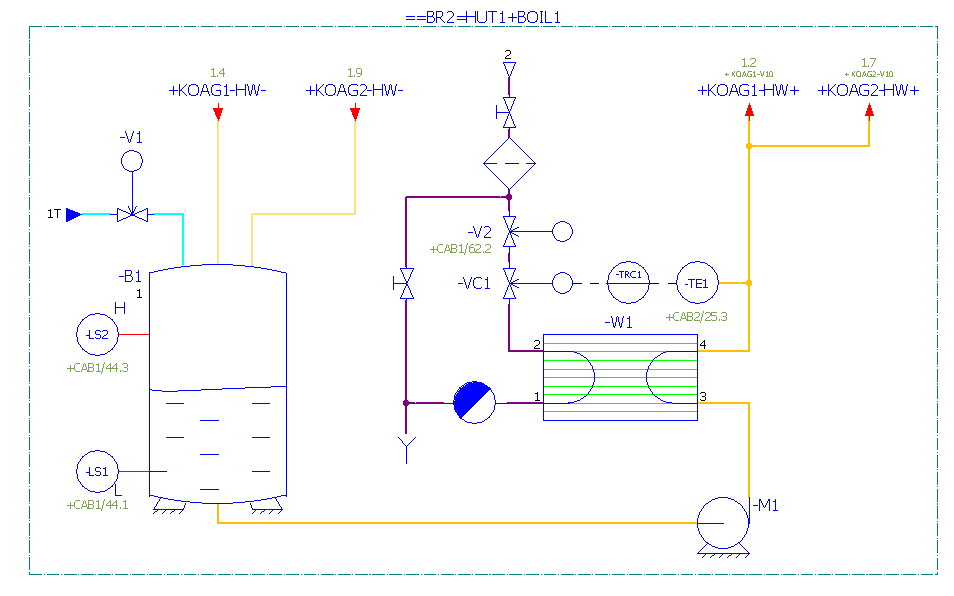 ==BR2=HUT1+BOIL1
2
1.4
+KOAG1-HW-
1.9
+KOAG2-HW-
1.2
+KOAG1-V10
+KOAG1-HW+
1.7
+KOAG2-V10
+KOAG2-HW+
-V1
1T
-V2
+CAB1/62.2
-B1
1
H
-VC1
-TRC1
-TE1
+CAB2/25.3
-LS2
+CAB1/44.3
-W1
2
4
1
3
-LS1
L
+CAB1/44.1
-M1